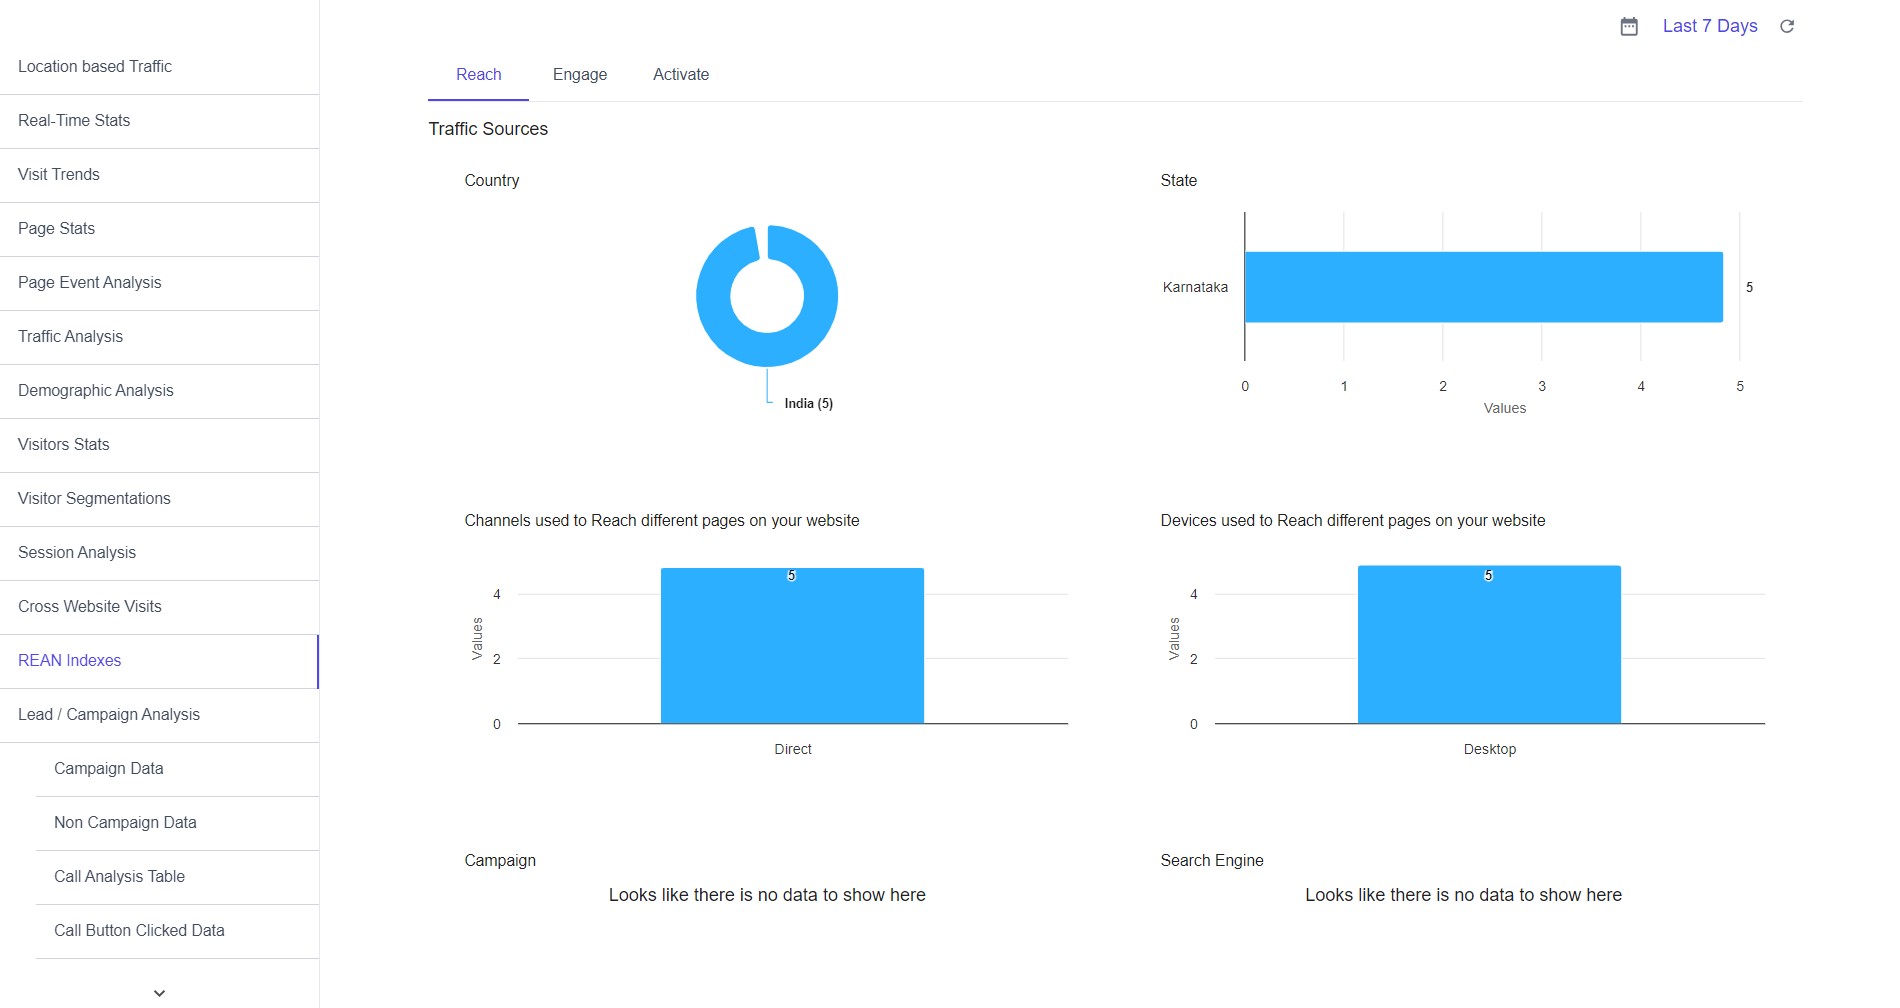 Last 7 Days
Location based Traffic
Real-Time Stats
Visit Trends
Page Stats
Page Event Analysis
Traffic Analysis
Demographic Analysis
Visitors Stats
Visitor Segmentations
Session Analysis
Cross Website Visits
REAN Indexes
Lead / Campaign Analysis
Campaign Data
Non Campaign Data
Call Analysis Table
Call Button Clicked Data
Reach Engage Activate
Traffic Sources
Country
India (5)
State
Karnataka
5
0 1 2 3 4 5
Values
Channels used to Reach different pages on your website
5
4
Values
2
0
Direct
Devices used to Reach different pages on your website
5
4
Values
2
0
Desktop
Campaign
Looks like there is no data to show here
Search Engine
Looks like there is no data to show here